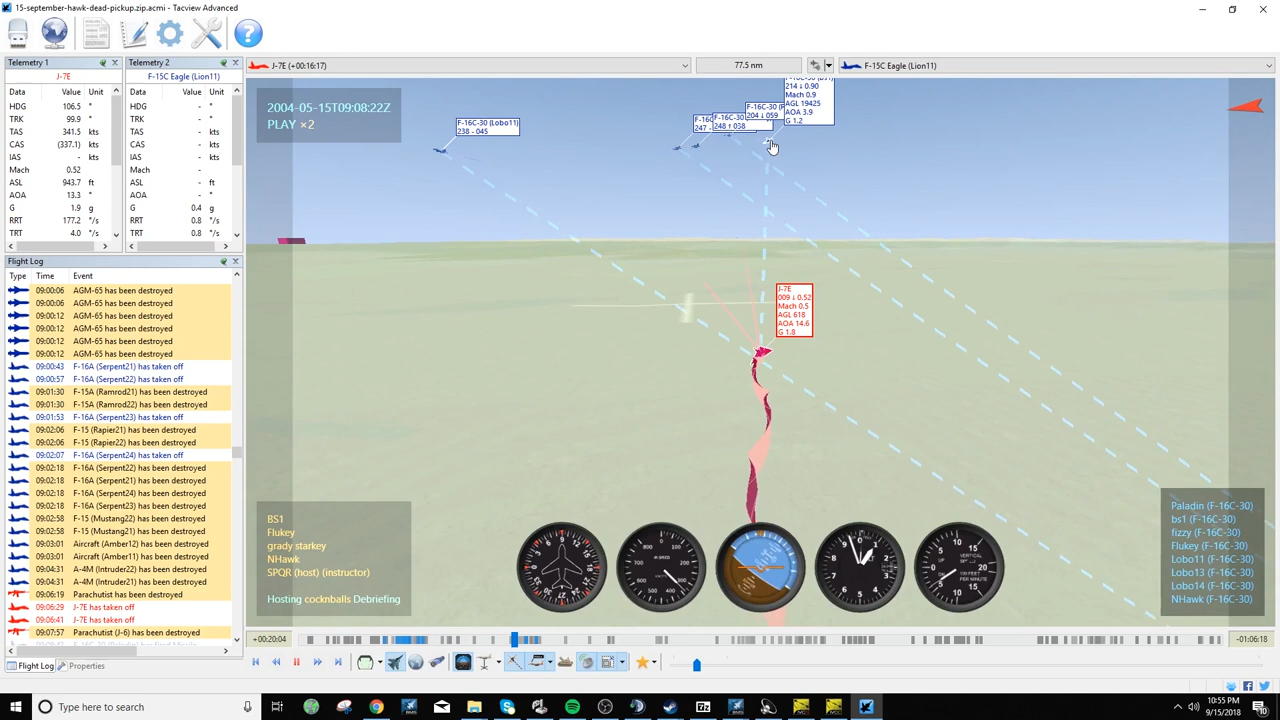 15-september-hawk-dead-pickup.zip.acmi - Tacview Advanced
Telemetry 1
J-7E
Data Value Unit
HDG 106.5 °
TRK 99.9 °
TAS 341.5 kts
CAS (337.1) kts
IAS - kts
Mach 0.52
ASL 943.7 ft
AOA 13.3 °
G 1.9 g
RRT 177.2 °/s
TRT 4.0 °/s
Telemetry 2
F-15C Eagle (Lion11)
Data Value Unit
HDG - °
TRK - °
TAS - kts
CAS - kts
IAS - kts
Mach -
ASL - ft
AOA - °
G 0.4 g
RRT 0.8 °/s
TRT 0.8 °/s
Flight Log
Type Time Event
09:00:06 AGM-65 has been destroyed
09:00:06 AGM-65 has been destroyed
09:00:12 AGM-65 has been destroyed
09:00:12 AGM-65 has been destroyed
09:00:12 AGM-65 has been destroyed
09:00:12 AGM-65 has been destroyed
09:00:43 F-16A (Serpent21) has taken off
09:00:57 F-16A (Serpent22) has taken off
09:01:30 F-15A (Ramrod21) has been destroyed
09:01:30 F-15A (Ramrod22) has been destroyed
09:01:53 F-16A (Serpent23) has taken off
09:02:06 F-15 (Rapier21) has been destroyed
09:02:06 F-15 (Rapier22) has been destroyed
09:02:07 F-16A (Serpent24) has taken off
09:02:18 F-16A (Serpent22) has been destroyed
09:02:18 F-16A (Serpent21) has been destroyed
09:02:18 F-16A (Serpent24) has been destroyed
09:02:18 F-16A (Serpent23) has been destroyed
09:02:58 F-15 (Mustang22) has been destroyed
09:02:58 F-15 (Mustang21) has been destroyed
09:03:01 Aircraft (Amber12) has been destroyed
09:03:01 Aircraft (Amber11) has been destroyed
09:04:31 A-4M (Intruder21) has been destroyed
09:04:31 A-4M (Intruder22) has been destroyed
09:06:19 Parachutist has been destroyed
09:06:29 J-7E has taken off
09:06:41 J-7E has taken off
09:07:57 Parachutist (J-6) has been destroyed
Flight Log Properties
J-7E (+00:16:17)
77.5 nm
F-15C Eagle (Lion11)
2004-05-15T09:08:22Z
PLAY ×2
F-16C-30 (Lobo11)
238 - 045
F-16C
247 -
F-16C-30
248 ↑ 038
F-16C-30 (F
204 ↓ 059
214 ↓ 0.90
Mach 0.9
AGL 19425
AOA 3.9
G 1.2
J-7E
009 ↓ 0.52
Mach 0.5
AGL 618
AOA 14.6
G 1.8
BS1
Flukey
grady starkey
NHawk
SPQR (host) (instructor)
Hosting cocknballs Debriefing
Paladin (F-16C-30)
bs1 (F-16C-30)
fizzy (F-16C-30)
Flukey (F-16C-30)
Lobo11 (F-16C-30)
Lobo13 (F-16C-30)
Lobo14 (F-16C-30)
NHawk (F-16C-30)
+00:20:04
-01:06:18
Type here to search
10:55 PM
9/15/2018